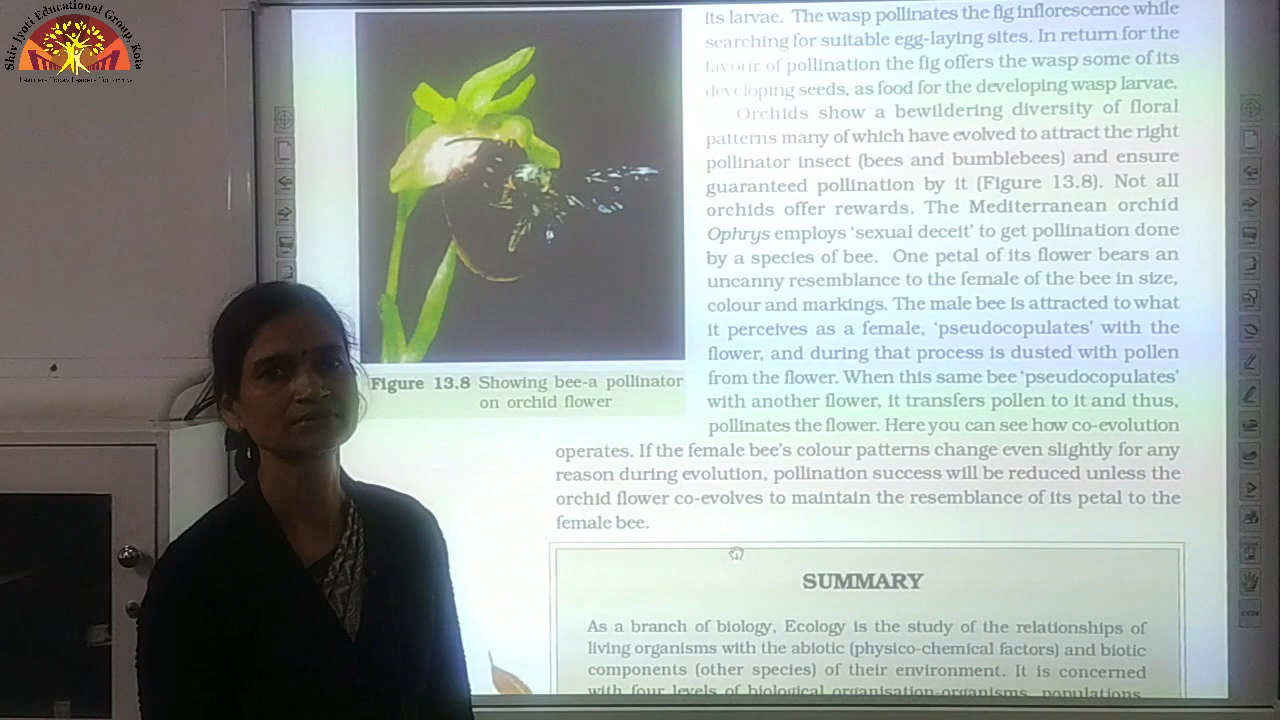 Shiv Jyoti Educational Group, Kota
its larvae. The wasp pollinates the fig inflorescence while
searching for suitable egg-laying sites. In return for the
favour of pollination the fig offers the wasp some of its
developing seeds, as food for the developing wasp larvae.
Orchids show a bewildering diversity of floral
patterns many of which have evolved to attract the right
pollinator insect (bees and bumblebees) and ensure
guaranteed pollination by it (Figure 13.8). Not all
orchids offer rewards. The Mediterranean orchid
Ophrys employs ‘sexual deceit’ to get pollination done
by a species of bee. One petal of its flower bears an
uncanny resemblance to the female of the bee in size,
colour and markings. The male bee is attracted to what
it perceives as a female, ‘pseudocopulates’ with the
flower, and during that process is dusted with pollen
from the flower. When this same bee ‘pseudocopulates’
with another flower, it transfers pollen to it and thus,
pollinates the flower. Here you can see how co-evolution
Figure 13.8 Showing bee-a pollinator
on orchid flower
operates. If the female bee’s colour patterns change even slightly for any
reason during evolution, pollination success will be reduced unless the
orchid flower co-evolves to maintain the resemblance of its petal to the
female bee.
SUMMARY
As a branch of biology, Ecology is the study of the relationships of
living organisms with the abiotic (physico-chemical factors) and biotic
components (other species) of their environment. It is concerned
with four levels of biological organisation-organisms, populations,